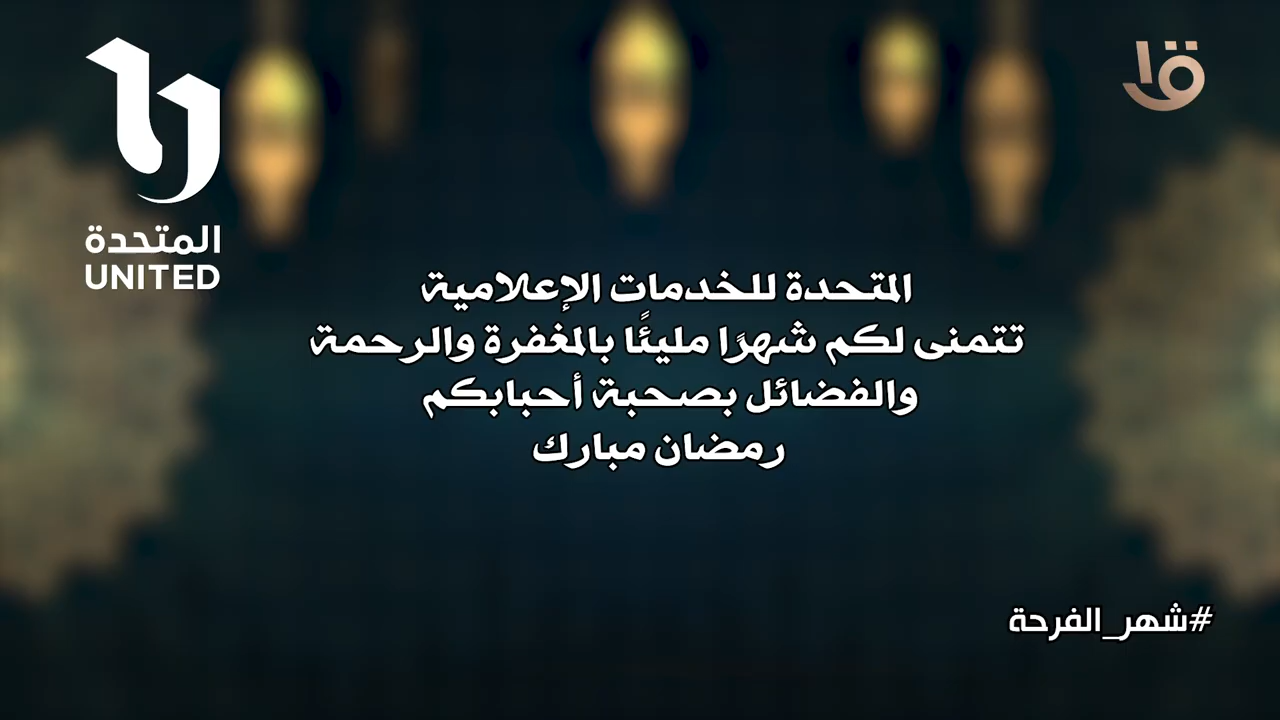 المتحدة
UNITED
المتحدة للخدمات الإعلامية
تتمنى لكم شهرًا مليئًا بالمغفرة والرحمة
والفضائل بصحبة أحبابكم
رمضان مبارك
#شهر_الفرحة